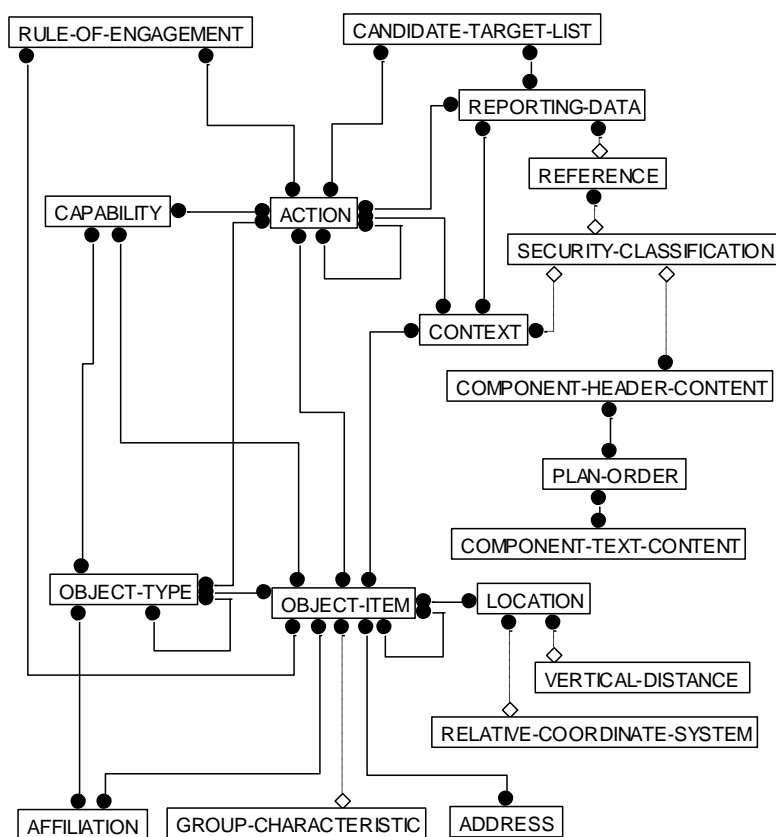 RULE-OF-ENGAGEMENT
CANDIDATE-TARGET-LIST
REPORTING-DATA
REFERENCE
CAPABILITY
ACTION
SECURITY-CLASSIFICATION
CONTEXT
COMPONENT-HEADER-CONTENT
PLAN-ORDER
COMPONENT-TEXT-CONTENT
OBJECT-TYPE
OBJECT-ITEM
LOCATION
VERTICAL-DISTANCE
RELATIVE-COORDINATE-SYSTEM
AFFILIATION
GROUP-CHARACTERISTIC
ADDRESS